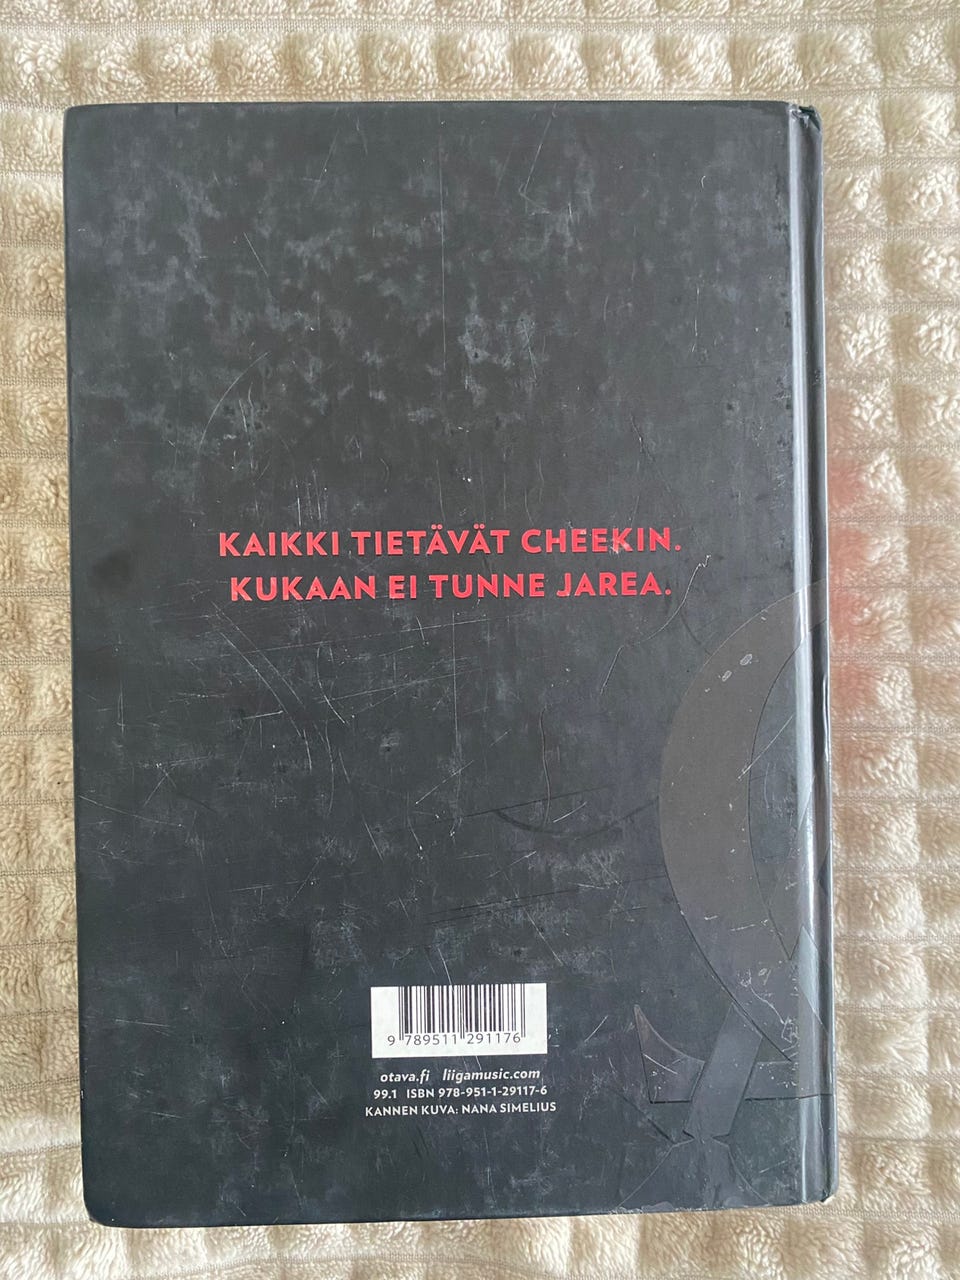 KAIKKI TIETÄVÄT CHEEKIN.
KUKAAN EI TUNNE JAREA.
9 789511 291176
otava.fi liigamusic.com
99.1 ISBN 978-951-1-29117-6
KANNEN KUVA: NANA SIMELIUS